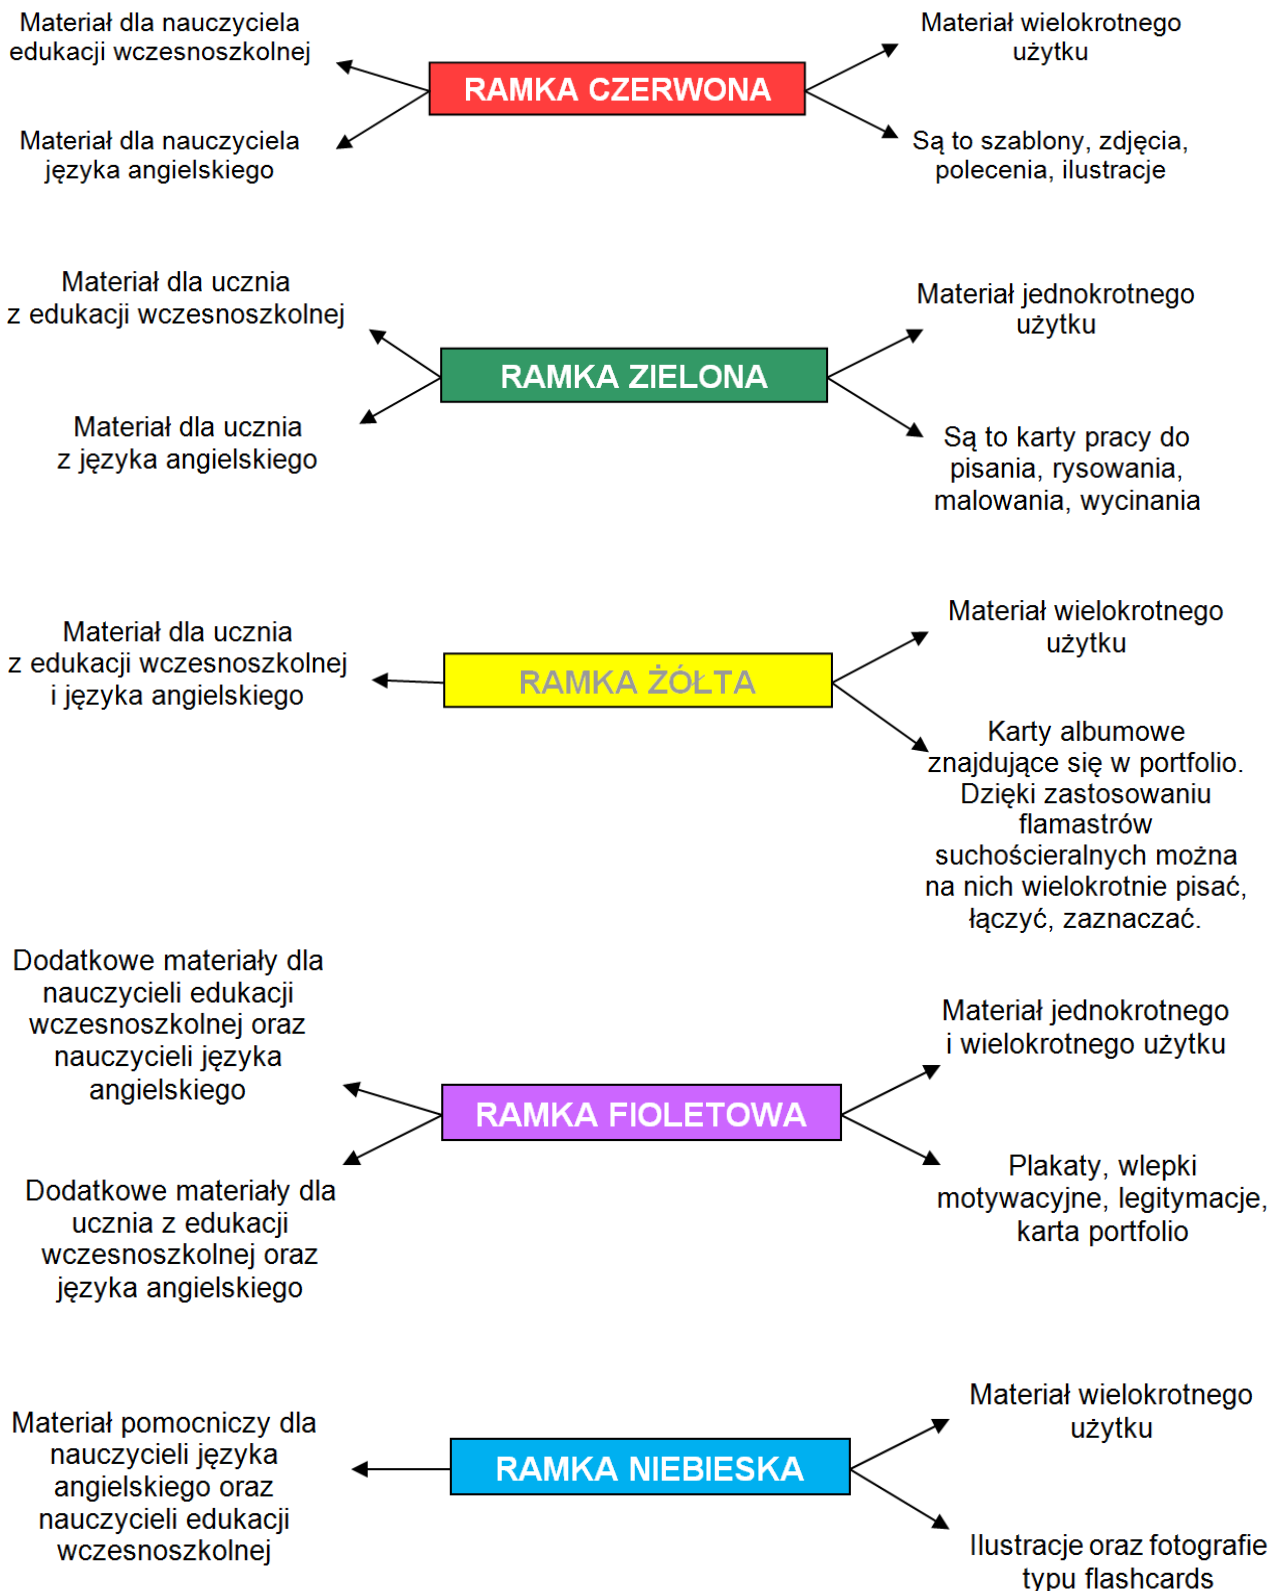 Materiał dla nauczyciela
edukacji wczesnoszkolnej
Materiał dla nauczyciela
języka angielskiego
RAMKA CZERWONA
Materiał wielokrotnego
użytku
Są to szablony, zdjęcia,
polecenia, ilustracje
Materiał dla ucznia
z edukacji wczesnoszkolnej
Materiał dla ucznia
z języka angielskiego
RAMKA ZIELONA
Materiał jednokrotnego
użytku
Są to karty pracy do
pisania, rysowania,
malowania, wycinania
Materiał dla ucznia
z edukacji wczesnoszkolnej
i języka angielskiego
RAMKA ŻÓŁTA
Materiał wielokrotnego
użytku
Karty albumowe
znajdujące się w portfolio.
Dzięki zastosowaniu
flamastrów
suchościeralnych można
na nich wielokrotnie pisać,
łączyć, zaznaczać.
Dodatkowe materiały dla
nauczycieli edukacji
wczesnoszkolnej oraz
nauczycieli języka
angielskiego
Dodatkowe materiały dla
ucznia z edukacji
wczesnoszkolnej oraz
języka angielskiego
RAMKA FIOLETOWA
Materiał jednokrotnego
i wielokrotnego użytku
Plakaty, wlepki
motywacyjne, legitymacje,
karta portfolio
Materiał pomocniczy dla
nauczycieli języka
angielskiego oraz
nauczycieli edukacji
wczesnoszkolnej
RAMKA NIEBIESKA
Materiał wielokrotnego
użytku
Ilustracje oraz fotografie
typu flashcards